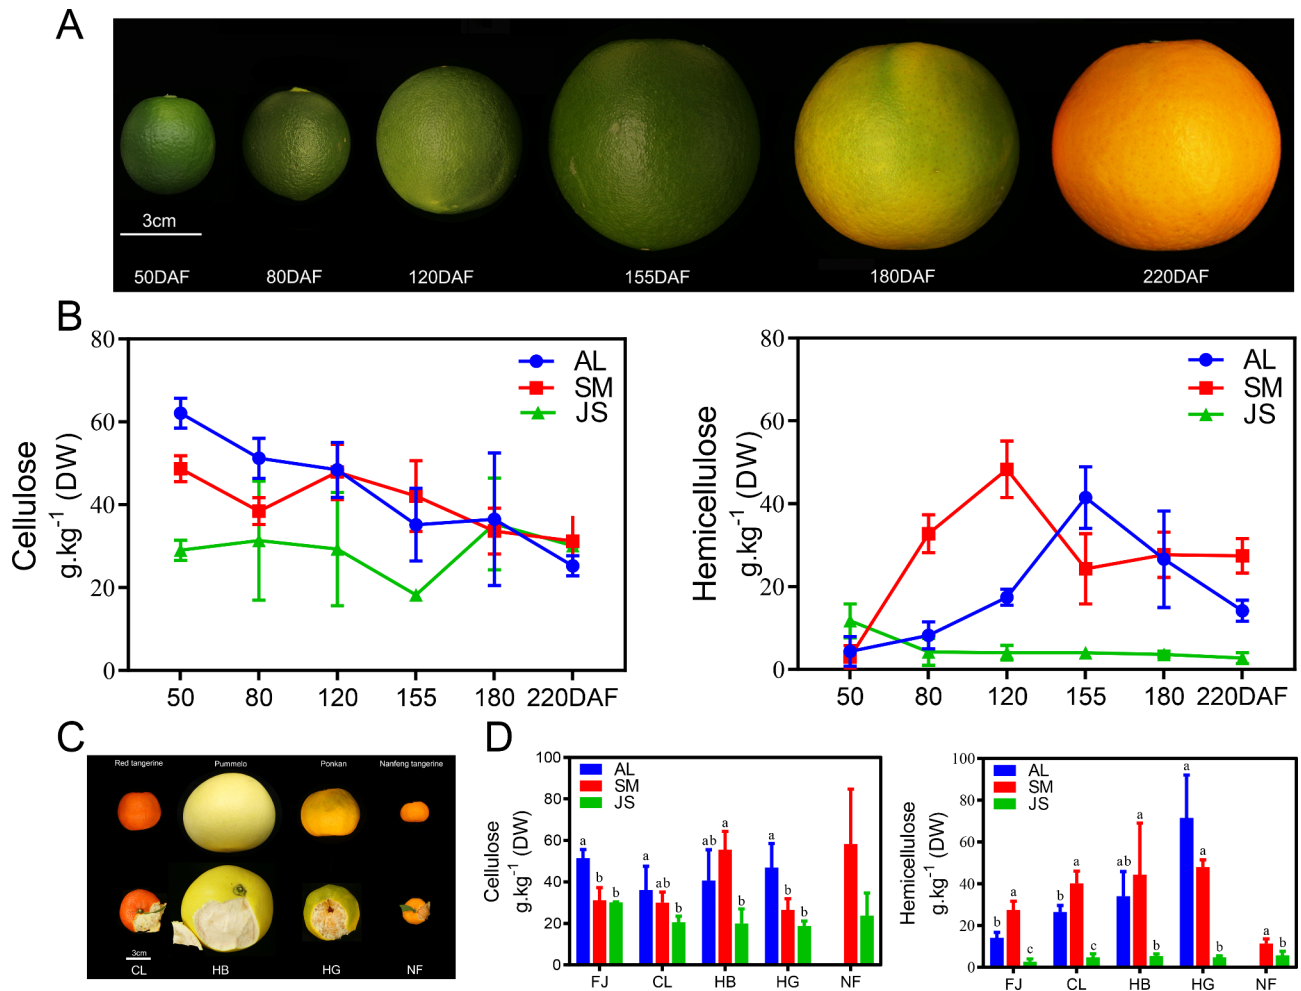 A
3cm
50DAF 80DAF 120DAF 155DAF 180DAF 220DAF
B
Cellulose
g.kg-1 (DW)
80
60
40
20
0
AL
SM
JS
50 80 120 155 180 220DAF
Hemicellulose
g.kg-1 (DW)
80
60
40
20
0
AL
SM
JS
50 80 120 155 180 220DAF
C
Red tangerine Pummelo Ponkan Nanfeng tangerine
3cm
CL HB HG NF
D
Cellulose
g.kg-1 (DW)
100
80
60
40
20
0
AL
SM
JS
a b b a ab b ab a b a b b
FJ CL HB HG NF
Hemicellulose
g.kg-1 (DW)
100
80
60
40
20
0
AL
SM
JS
b a c b a c ab a b a a b a b
FJ CL HB HG NF